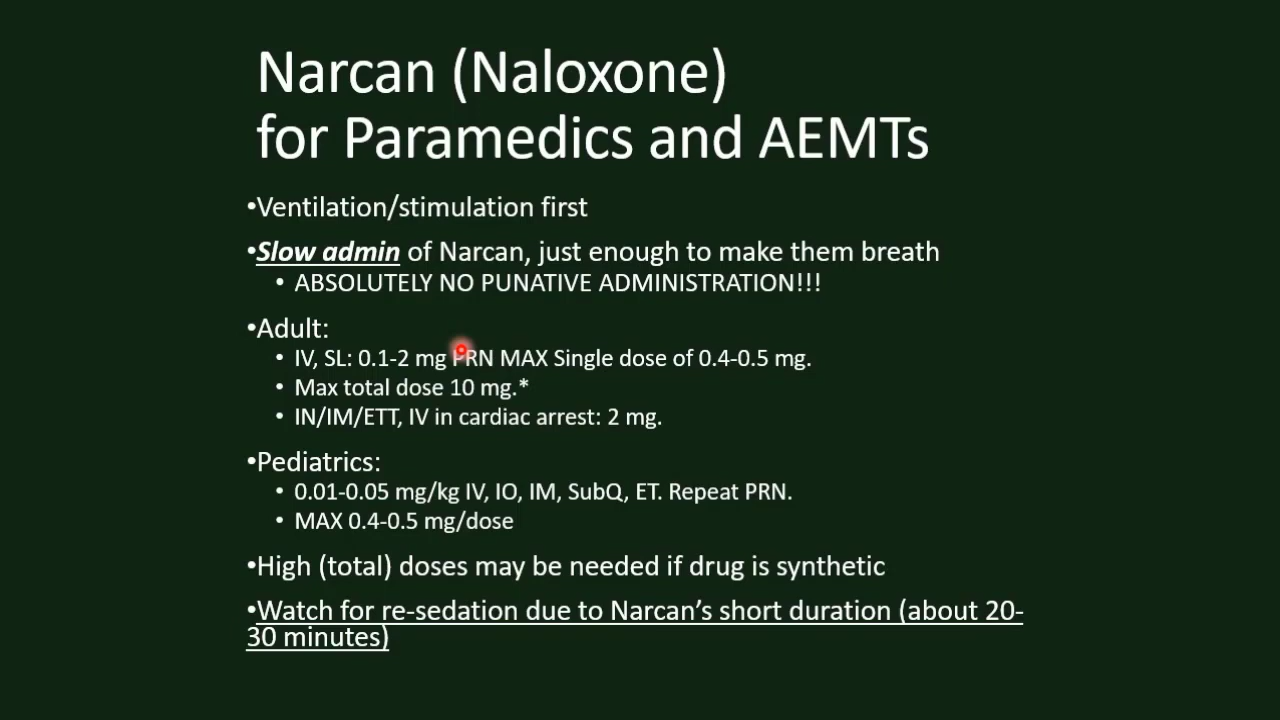 Narcan (Naloxone)
for Paramedics and AEMTs
•Ventilation/stimulation first
•Slow admin of Narcan, just enough to make them breath
• ABSOLUTELY NO PUNATIVE ADMINISTRATION!!!
•Adult:
• IV, SL: 0.1-2 mg PRN MAX Single dose of 0.4-0.5 mg.
• Max total dose 10 mg.*
• IN/IM/ETT, IV in cardiac arrest: 2 mg.
•Pediatrics:
• 0.01-0.05 mg/kg IV, IO, IM, SubQ, ET. Repeat PRN.
• MAX 0.4-0.5 mg/dose
•High (total) doses may be needed if drug is synthetic
•Watch for re-sedation due to Narcan’s short duration (about 20-
30 minutes)